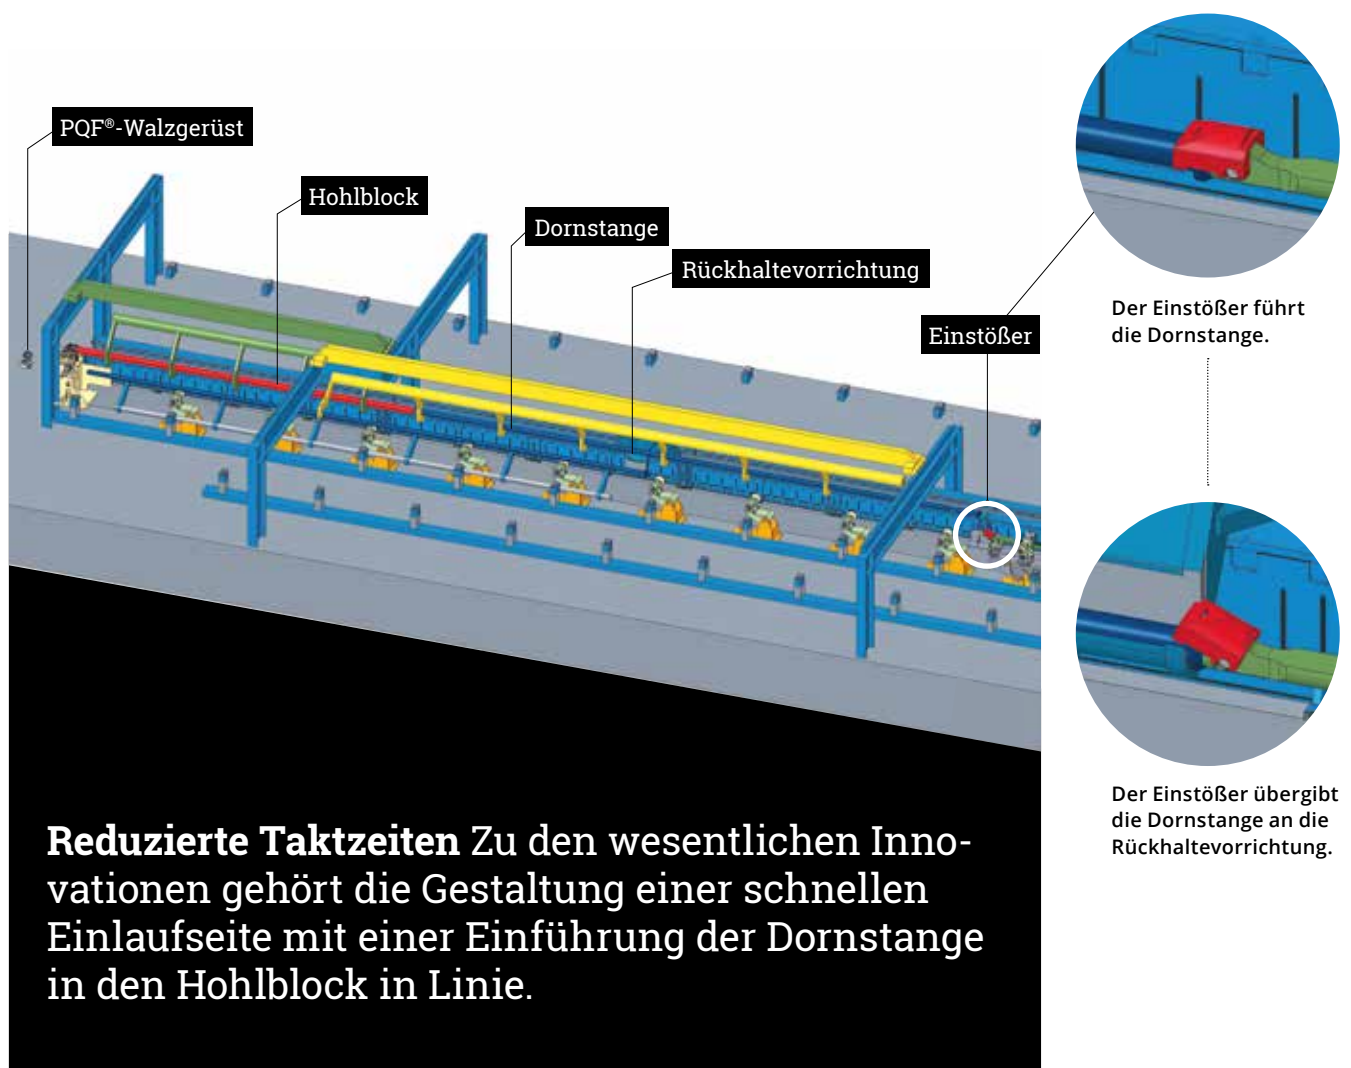 PQF®-Walzgerüst
Hohlblock
Dornstange
Rückhaltevorrichtung
Einstößer
Der Einstößer führt
die Dornstange.
Der Einstößer übergibt
die Dornstange an die
Rückhaltevorrichtung.
Reduzierte Taktzeiten Zu den wesentlichen Inno-
vationen gehört die Gestaltung einer schnellen
Einlaufseite mit einer Einführung der Dornstange
in den Hohlblock in Linie.